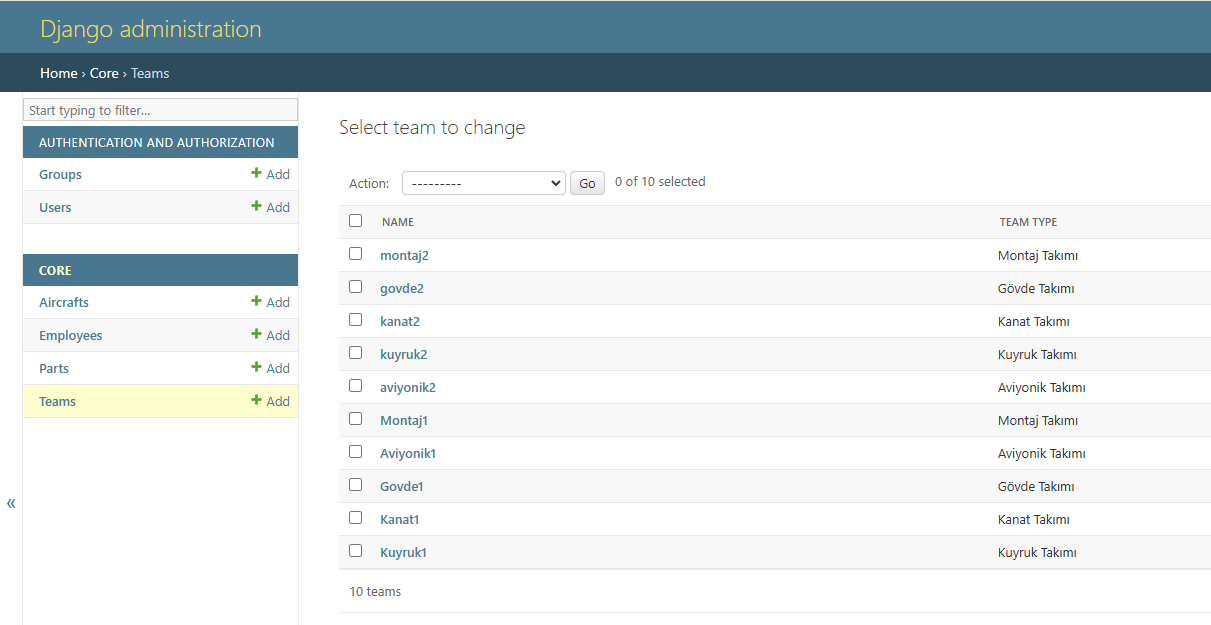 Django administration
Home › Core › Teams
Start typing to filter...
AUTHENTICATION AND AUTHORIZATION
Groups + Add
Users + Add
CORE
Aircrafts + Add
Employees + Add
Parts + Add
Teams + Add
«
Select team to change
Action: --------- Go 0 of 10 selected
NAME TEAM TYPE
montaj2 Montaj Takımı
govde2 Gövde Takımı
kanat2 Kanat Takımı
kuyruk2 Kuyruk Takımı
aviyonik2 Aviyonik Takımı
Montaj1 Montaj Takımı
Aviyonik1 Aviyonik Takımı
Govde1 Gövde Takımı
Kanat1 Kanat Takımı
Kuyruk1 Kuyruk Takımı
10 teams